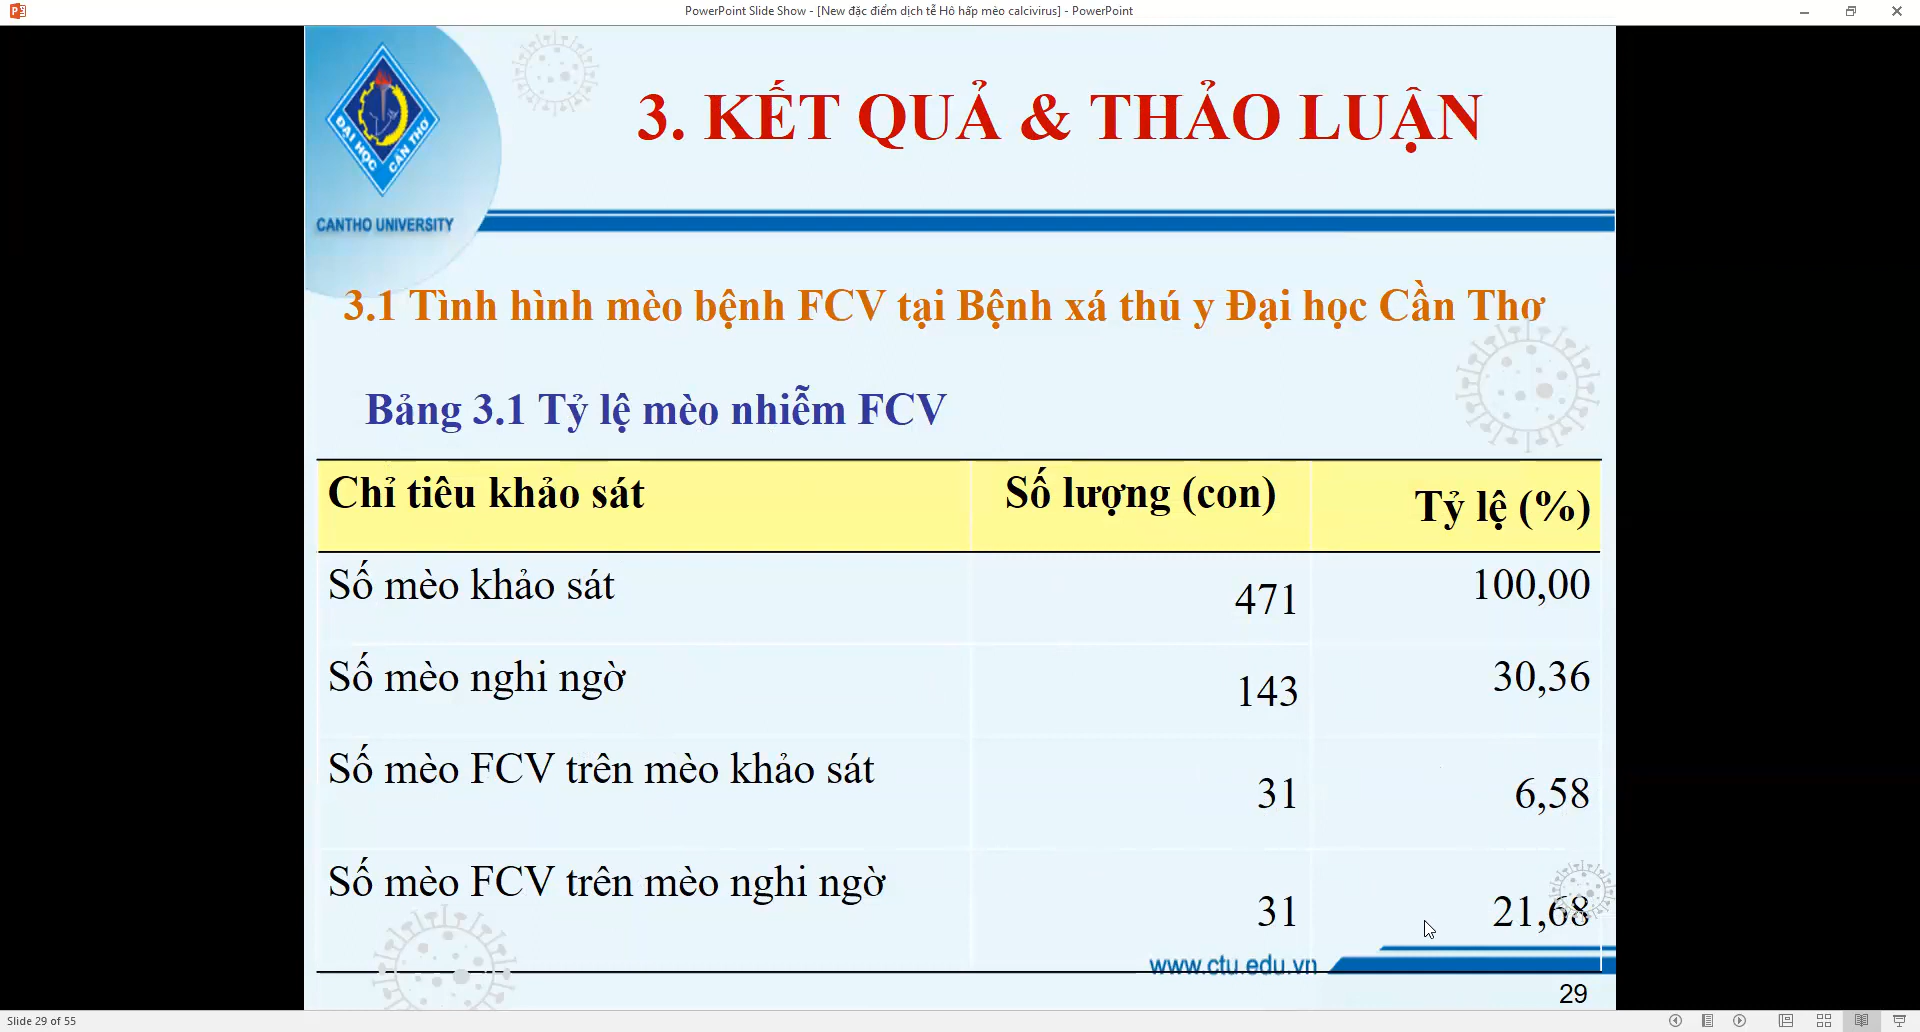 PowerPoint Slide Show - [New đặc điểm dịch tễ Hô hấp mèo calcivirus] - PowerPoint
ĐẠI HỌC CẦN THƠ
CANTHO UNIVERSITY
3. KẾT QUẢ & THẢO LUẬN
3.1 Tình hình mèo bệnh FCV tại Bệnh xá thú y Đại học Cần Thơ
Bảng 3.1 Tỷ lệ mèo nhiễm FCV
Chỉ tiêu khảo sát Số lượng (con) Tỷ lệ (%)
Số mèo khảo sát 471 100,00
Số mèo nghi ngờ 143 30,36
Số mèo FCV trên mèo khảo sát 31 6,58
Số mèo FCV trên mèo nghi ngờ 31 21,68
www.ctu.edu.vn
29
Slide 29 of 55